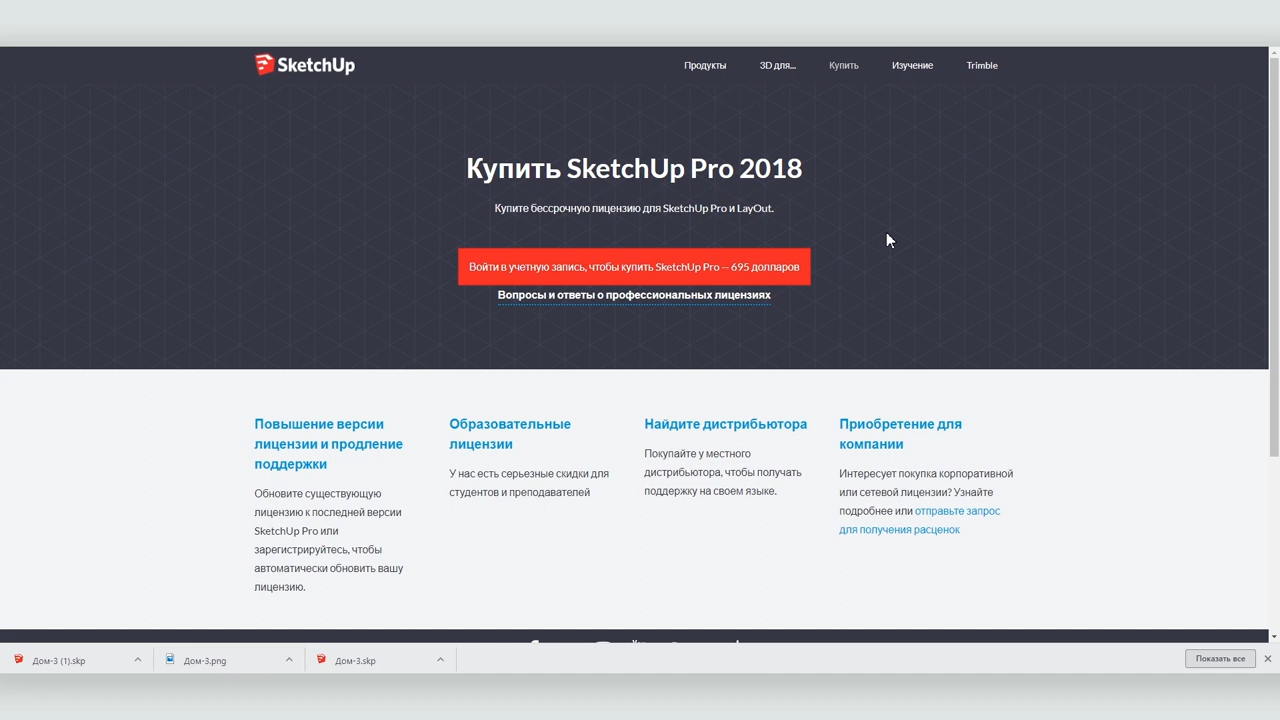 SketchUp
Продукты 3D для... Купить Изучение Trimble
Купить SketchUp Pro 2018
Купите бессрочную лицензию для SketchUp Pro и LayOut.
Войти в учетную запись, чтобы купить SketchUp Pro — 695 долларов
Вопросы и ответы о профессиональных лицензиях
Повышение версии
лицензии и продление
поддержки
Обновите существующую
лицензию к последней версии
SketchUp Pro или
зарегистрируйтесь, чтобы
автоматически обновить вашу
лицензию.
Образовательные
лицензии
У нас есть серьезные скидки для
студентов и преподавателей
Найдите дистрибьютора
Покупайте у местного
дистрибьютора, чтобы получать
поддержку на своем языке.
Приобретение для
компании
Интересует покупка корпоративной
или сетевой лицензии? Узнайте
подробнее или отправьте запрос
для получения расценок
Дом-3 (1).skp
Дом-3.png
Дом-3.skp
Показать все